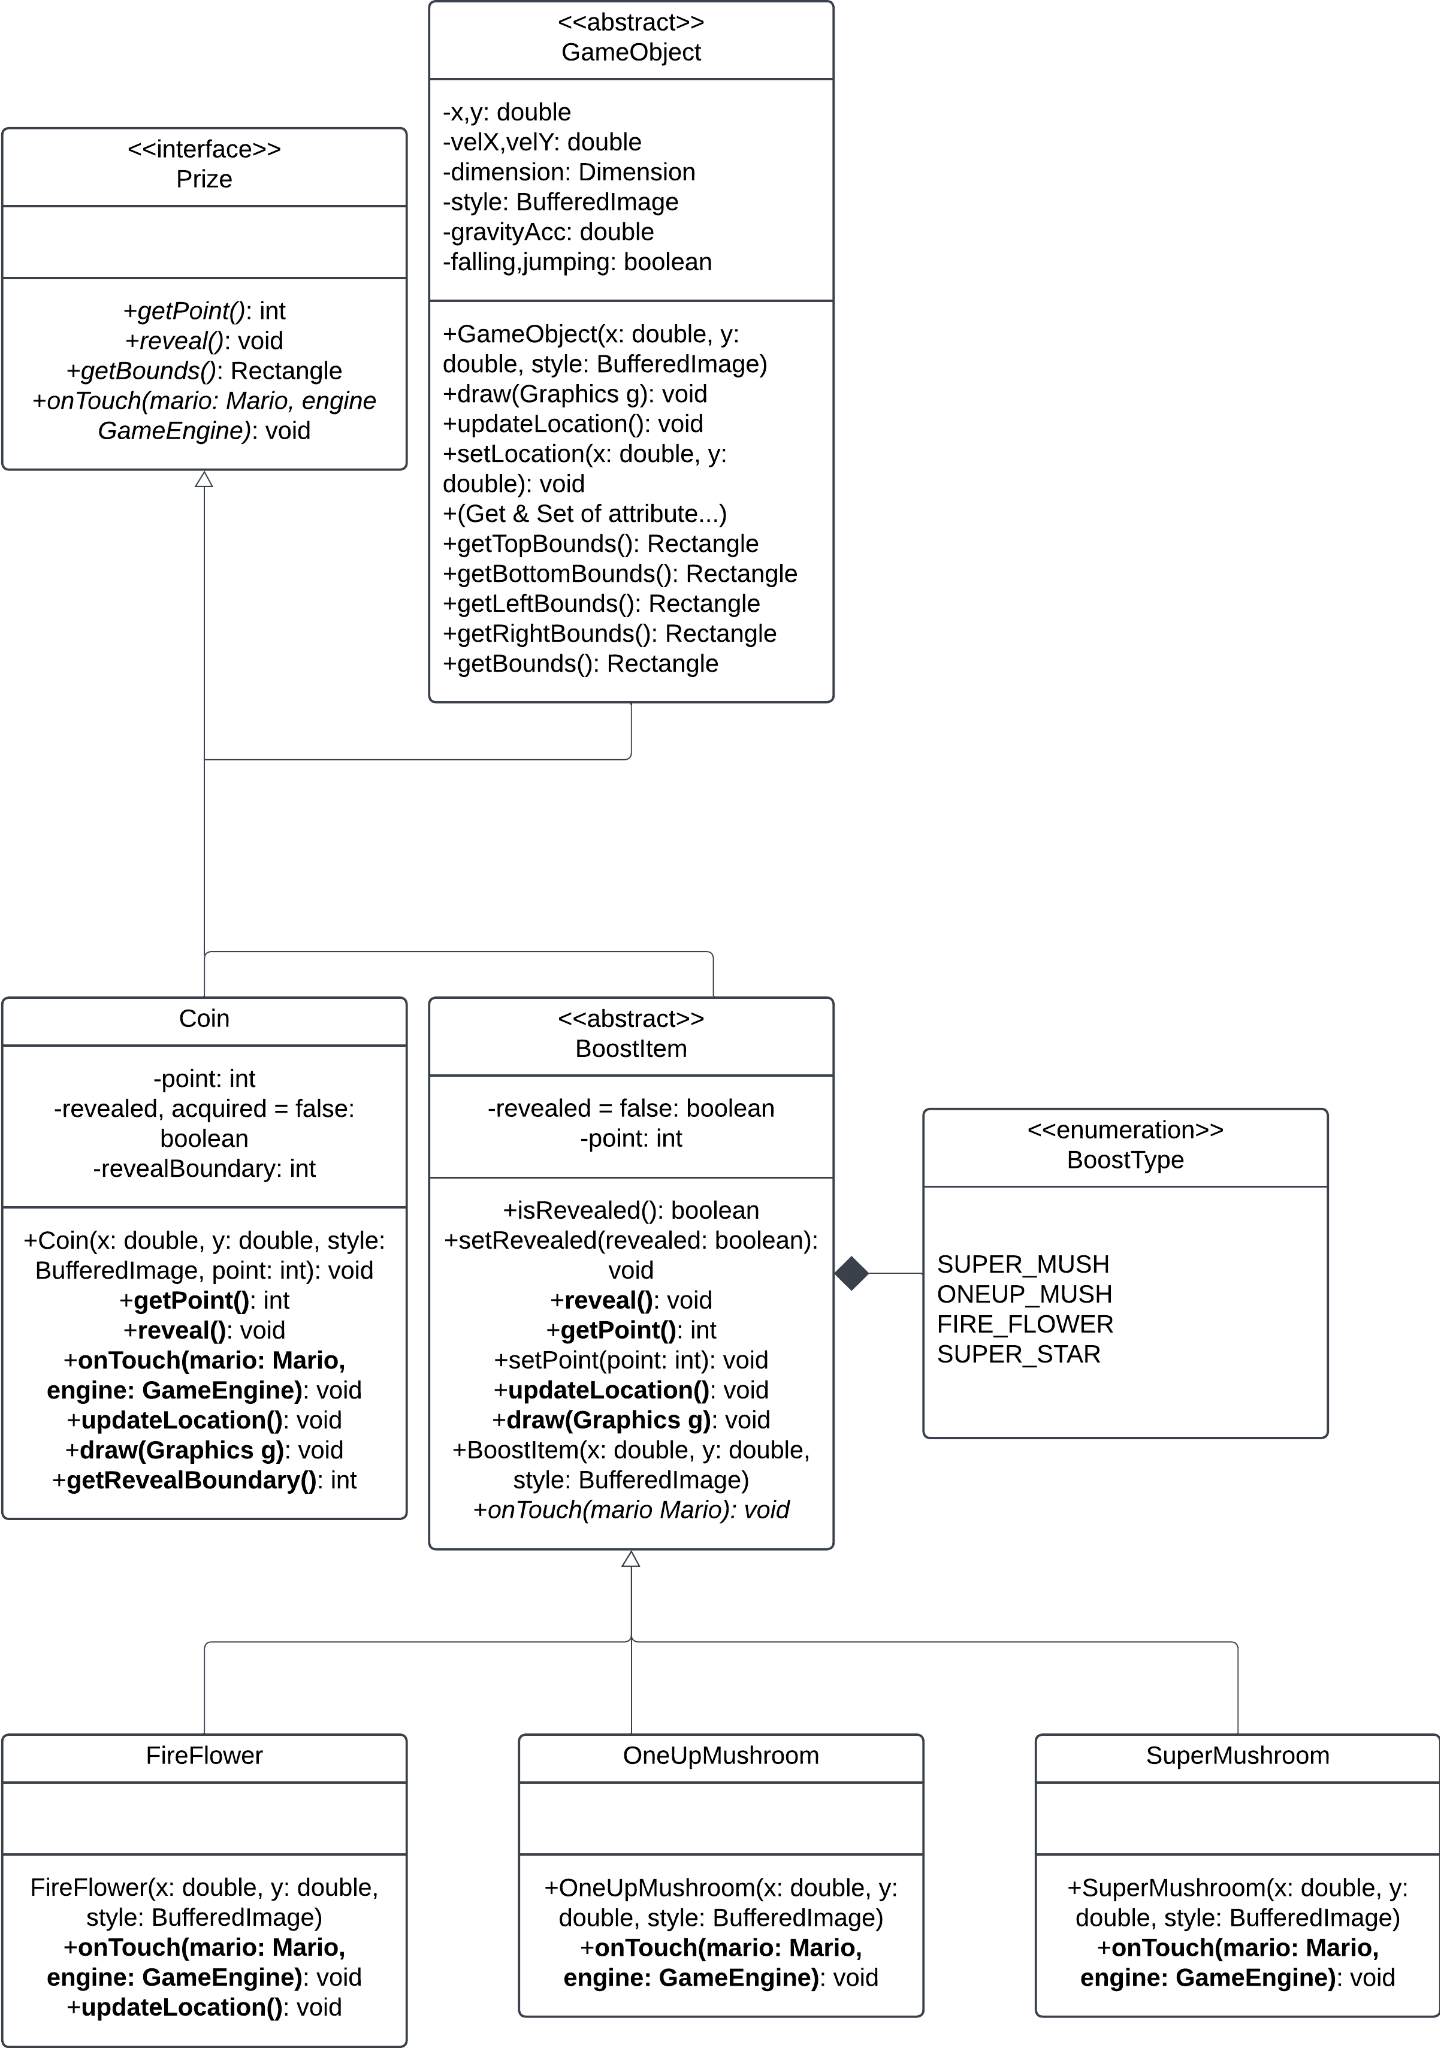 <<abstract>>
GameObject
-x,y: double
-velX,velY: double
-dimension: Dimension
-style: BufferedImage
-gravityAcc: double
-falling,jumping: boolean
+GameObject(x: double, y:
double, style: BufferedImage)
+draw(Graphics g): void
+updateLocation(): void
+setLocation(x: double, y:
double): void
+(Get & Set of attribute...)
+getTopBounds(): Rectangle
+getBottomBounds(): Rectangle
+getLeftBounds(): Rectangle
+getRightBounds(): Rectangle
+getBounds(): Rectangle
<<interface>>
Prize
+getPoint(): int
+reveal(): void
+getBounds(): Rectangle
+onTouch(mario: Mario, engine
GameEngine): void
Coin
-point: int
-revealed, acquired = false:
boolean
-revealBoundary: int
+Coin(x: double, y: double, style:
BufferedImage, point: int): void
+getPoint(): int
+reveal(): void
+onTouch(mario: Mario,
engine: GameEngine): void
+updateLocation(): void
+draw(Graphics g): void
+getRevealBoundary(): int
<<abstract>>
BoostItem
-revealed = false: boolean
-point: int
+isRevealed(): boolean
+setRevealed(revealed: boolean):
void
+reveal(): void
+getPoint(): int
+setPoint(point: int): void
+updateLocation(): void
+draw(Graphics g): void
+BoostItem(x: double, y: double,
style: BufferedImage)
+onTouch(mario Mario): void
<<enumeration>>
BoostType
SUPER_MUSH
ONEUP_MUSH
FIRE_FLOWER
SUPER_STAR
FireFlower
FireFlower(x: double, y: double,
style: BufferedImage)
+onTouch(mario: Mario,
engine: GameEngine): void
+updateLocation(): void
OneUpMushroom
+OneUpMushroom(x: double, y:
double, style: BufferedImage)
+onTouch(mario: Mario,
engine: GameEngine): void
SuperMushroom
+SuperMushroom(x: double, y:
double, style: BufferedImage)
+onTouch(mario: Mario,
engine: GameEngine): void